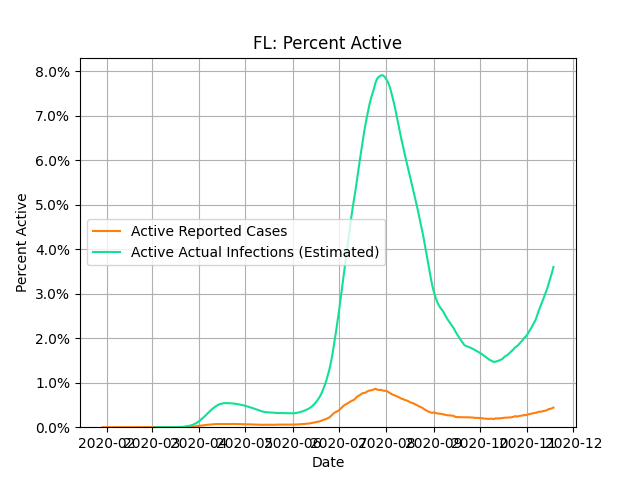 FL: Percent Active
8.0%
7.0%
6.0%
5.0%
4.0%
3.0%
2.0%
1.0%
0.0%
Percent Active
Active Reported Cases
Active Actual Infections (Estimated)
2020-02 2020-03 2020-04 2020-05 2020-06 2020-07 2020-08 2020-09 2020-10 2020-11 2020-12
Date